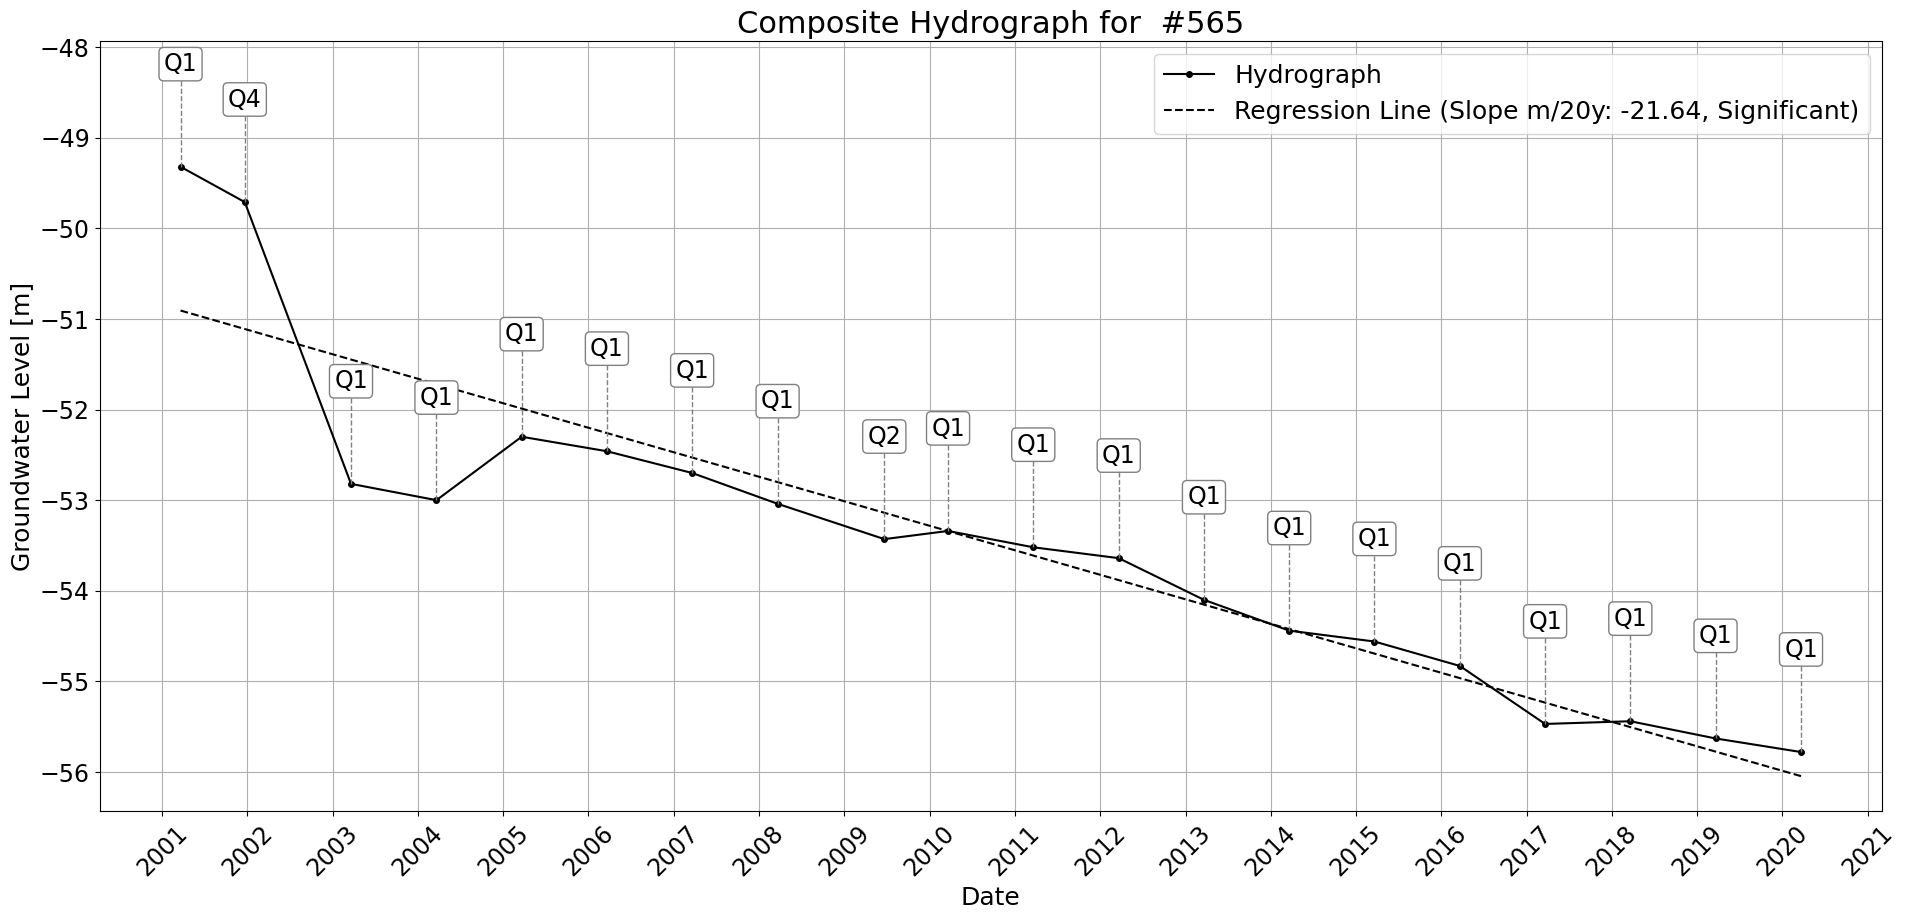 Composite Hydrograph for  #565
Hydrograph
Regression Line (Slope m/20y: -21.64, Significant)
Groundwater Level [m]
−48
−49
−50
−51
−52
−53
−54
−55
−56
Q1
Q4
Q1
Q1
Q1
Q1
Q1
Q1
Q2
Q1
Q1
Q1
Q1
Q1
Q1
Q1
Q1
Q1
Q1
Q1
2001
2002
2003
2004
2005
2006
2007
2008
2009
2010
2011
2012
2013
2014
2015
2016
2017
2018
2019
2020
2021
Date